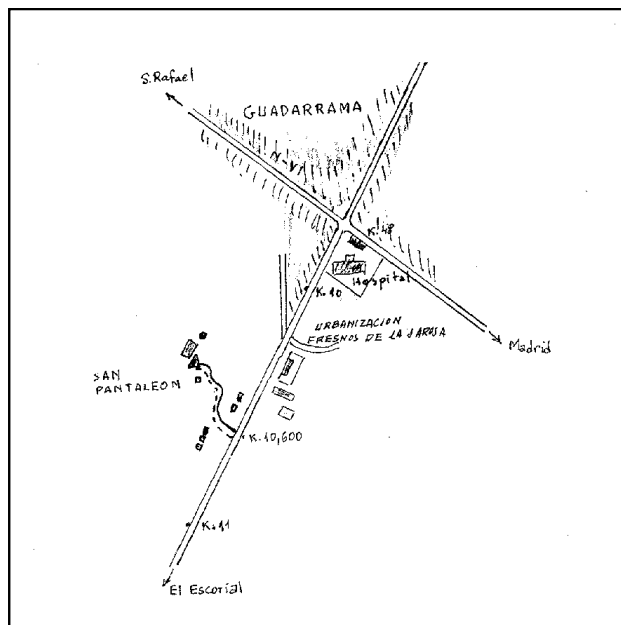 S. Rafael
GUADARRAMA
N-VI
K.48
Hospital
K.10
URBANIZACION
FRESNOS DE LA JAROSA
Madrid
SAN
PANTALEON
K.10,600
K.11
El Escorial